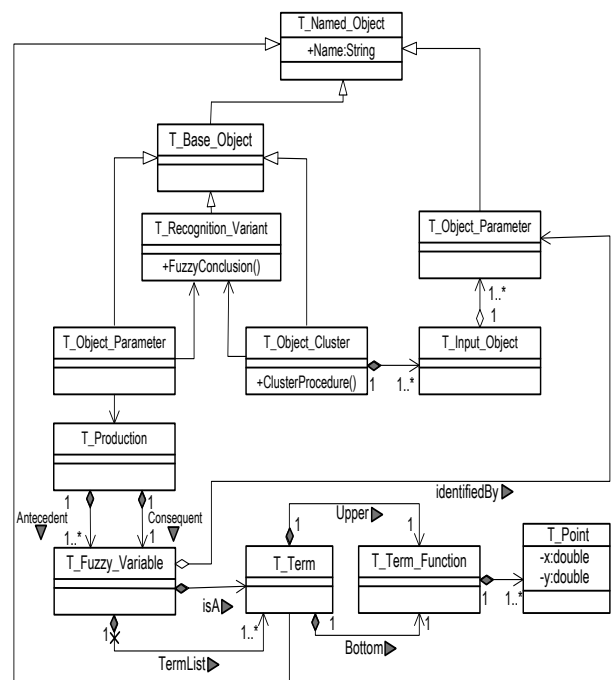 T_Named_Object
+Name:String
T_Base_Object
T_Recognition_Variant
+FuzzyConclusion()
T_Object_Parameter
1..*
1
T_Object_Parameter
T_Object_Cluster
+ClusterProcedure()
1
1..*
T_Input_Object
T_Production
1
1
Antecedent
Consequent
1..*
1
identifiedBy
T_Fuzzy_Variable
isA
1
1..*
TermList
1
Upper
1
T_Term
1
Bottom
1
T_Term_Function
1
1..*
T_Point
-x:double
-y:double